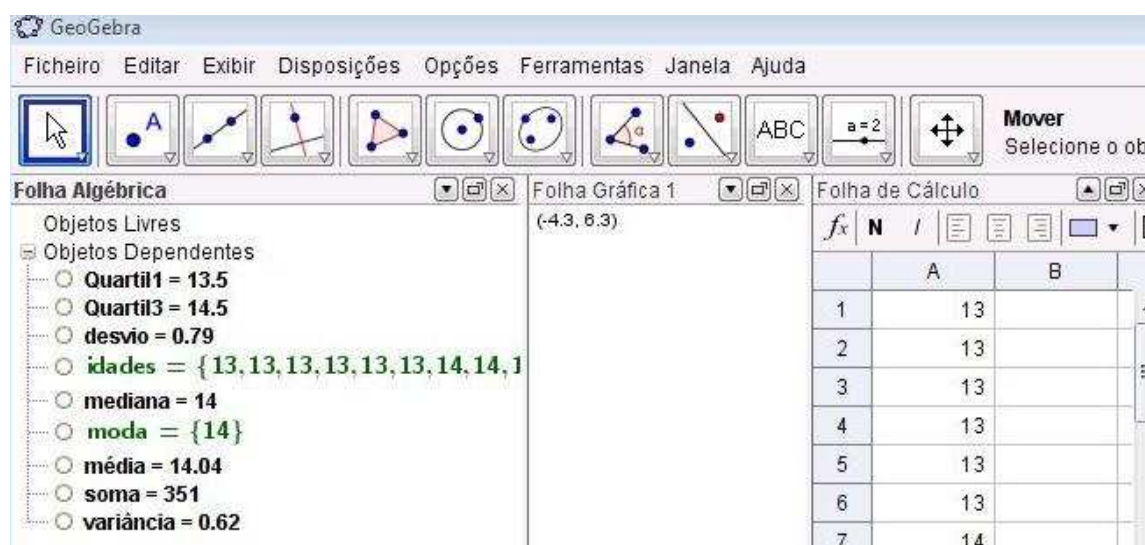 GeoGebra
Ficheiro Editar Exibir Disposições Opções Ferramentas Janela Ajuda
A
α
ABC
a=2
Mover
Selecione o ob
Folha Algébrica
Folha Gráfica 1
Folha de Cálculo
Objetos Livres
Objetos Dependentes
Quartil1 = 13.5
Quartil3 = 14.5
desvio = 0.79
idades = {13,13,13,13,13,13,14,14,1
mediana = 14
moda = {14}
média = 14.04
soma = 351
variância = 0.62
(-4.3, 6.3)
fx N I
A B
1 13
2 13
3 13
4 13
5 13
6 13
7 14